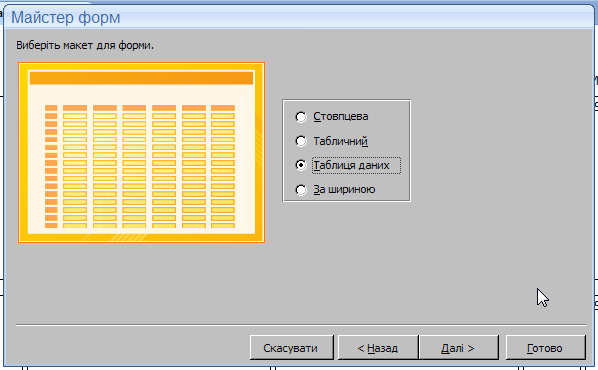 Майстер форм
Виберіть макет для форми.
Стовпцева
Табличний
Таблиця даних
За шириною
Скасувати
< Назад
Далі >
Готово